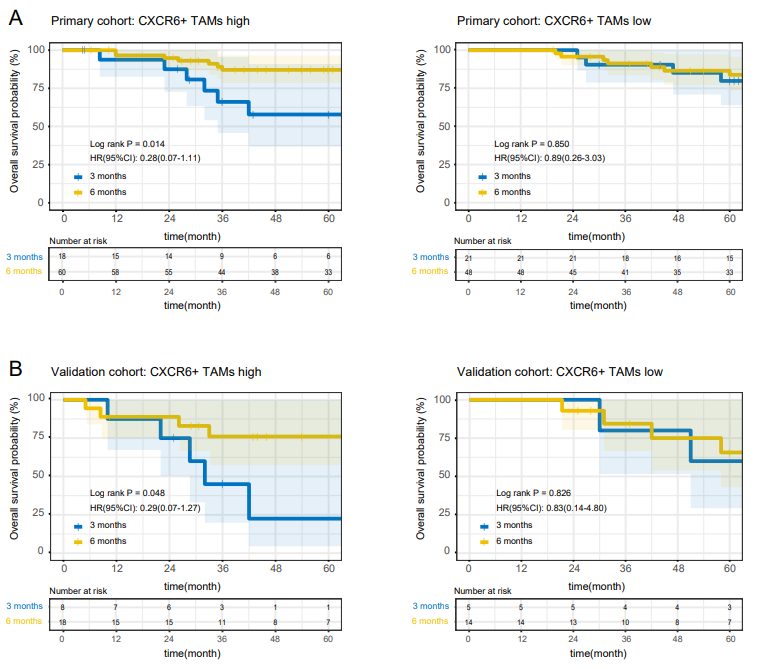 A
Primary cohort: CXCR6+ TAMs high
Overall survival probability (%)
100
75
50
25
0
Log rank P = 0.014
HR(95%CI): 0.28(0.07-1.11)
3 months
6 months
0 12 24 36 48 60
time(month)
Number at risk
3 months 18 15 14 9 6 6
6 months 60 58 55 44 38 33
0 12 24 36 48 60
time(month)
Primary cohort: CXCR6+ TAMs low
Overall survival probability (%)
100
75
50
25
0
Log rank P = 0.850
HR(95%CI): 0.89(0.26-3.03)
3 months
6 months
0 12 24 36 48 60
time(month)
Number at risk
21 21 21 18 16 15
48 48 45 41 35 33
0 12 24 36 48 60
time(month)
B
Validation cohort: CXCR6+ TAMs high
Overall survival probability (%)
100
75
50
25
0
Log rank P = 0.048
HR(95%CI): 0.29(0.07-1.27)
3 months
6 months
0 12 24 36 48 60
time(month)
Number at risk
3 months 8 7 6 3 1 1
6 months 18 15 15 11 8 7
0 12 24 36 48 60
time(month)
Validation cohort: CXCR6+ TAMs low
Overall survival probability (%)
100
75
50
25
0
Log rank P = 0.826
HR(95%CI): 0.83(0.14-4.80)
3 months
6 months
0 12 24 36 48 60
time(month)
Number at risk
3 months 5 5 5 4 4 3
6 months 14 14 13 10 8 7
0 12 24 36 48 60
time(month)